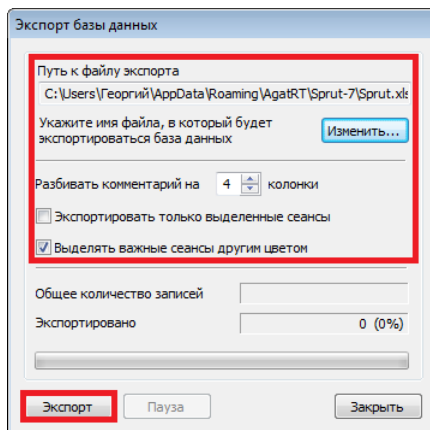 Экспорт базы данных
Путь к файлу экспорта
C:\Users\Георгий\AppData\Roaming\AgatRT\Sprut-7\Sprut.xls
Укажите имя файла, в который будет
экспортироваться база данных
Изменить...
Разбивать комментарий на 4 колонки
Экспортировать только выделенные сеансы
Выделять важные сеансы другим цветом
Общее количество записей
Экспортировано 0 (0%)
Экспорт Пауза Закрыть